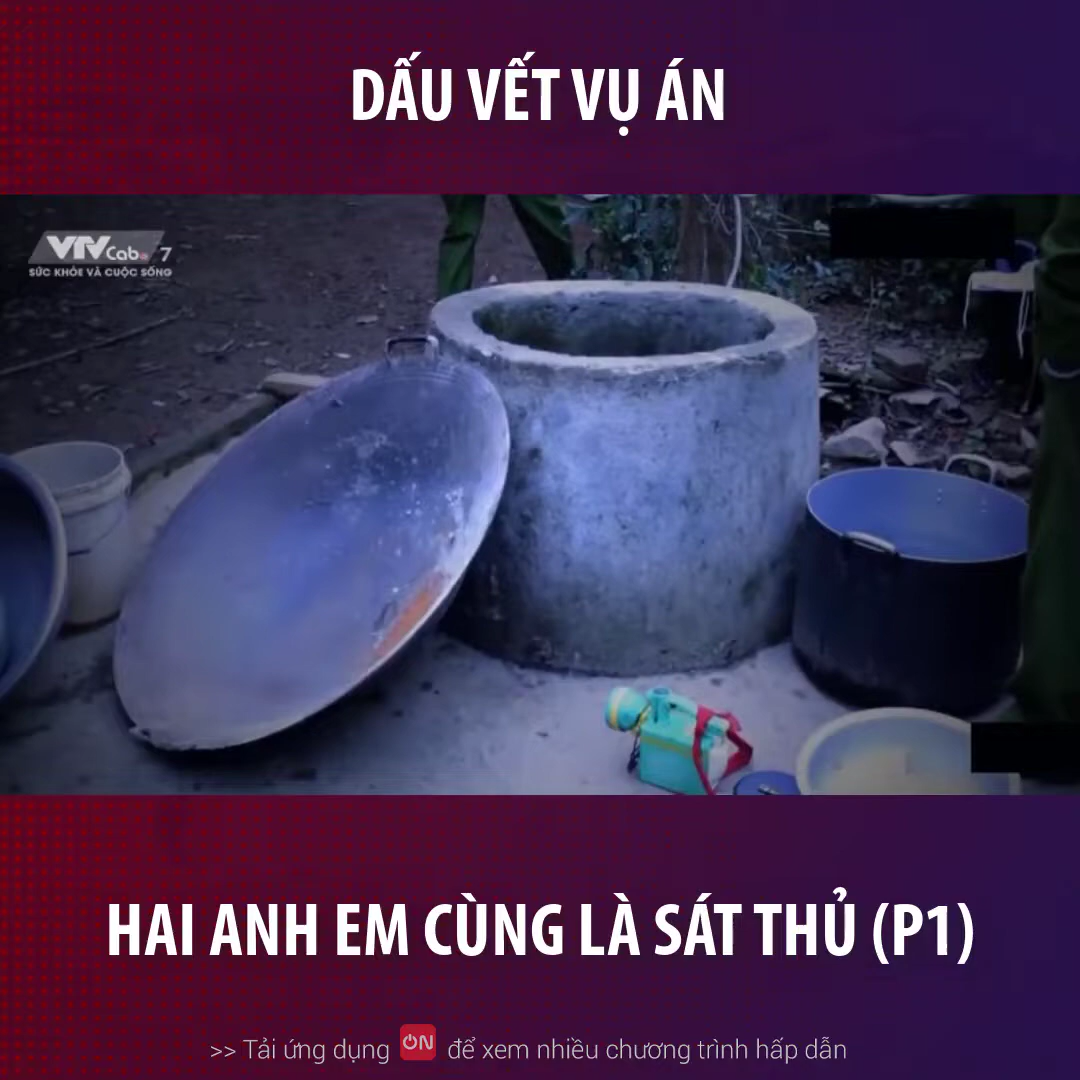 DẤU VẾT VỤ ÁN
VTVCab 7
SỨC KHỎE VÀ CUỘC SỐNG
HAI ANH EM CÙNG LÀ SÁT THỦ (P1)
>> Tải ứng dụng ON để xem nhiều chương trình hấp dẫn